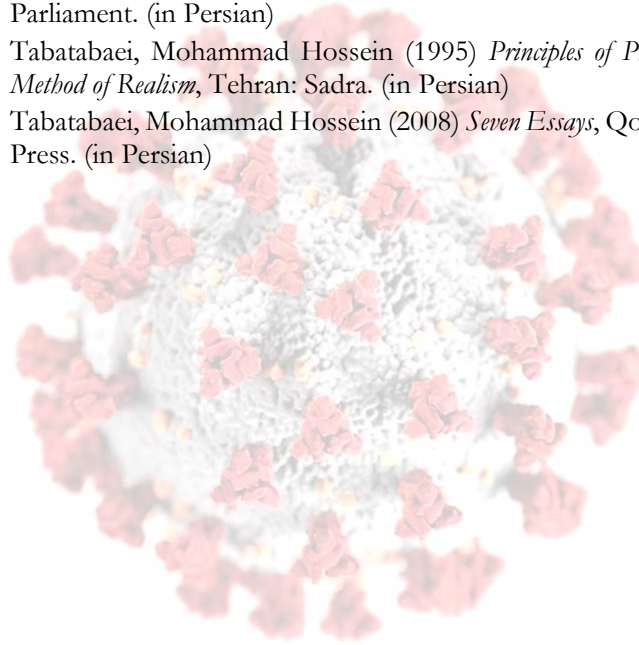 Parliament. (in Persian)
Tabatabaei, Mohammad Hossein (1995) Principles of P
Method of Realism, Tehran: Sadra. (in Persian)
Tabatabaei, Mohammad Hossein (2008) Seven Essays, Qo
Press. (in Persian)